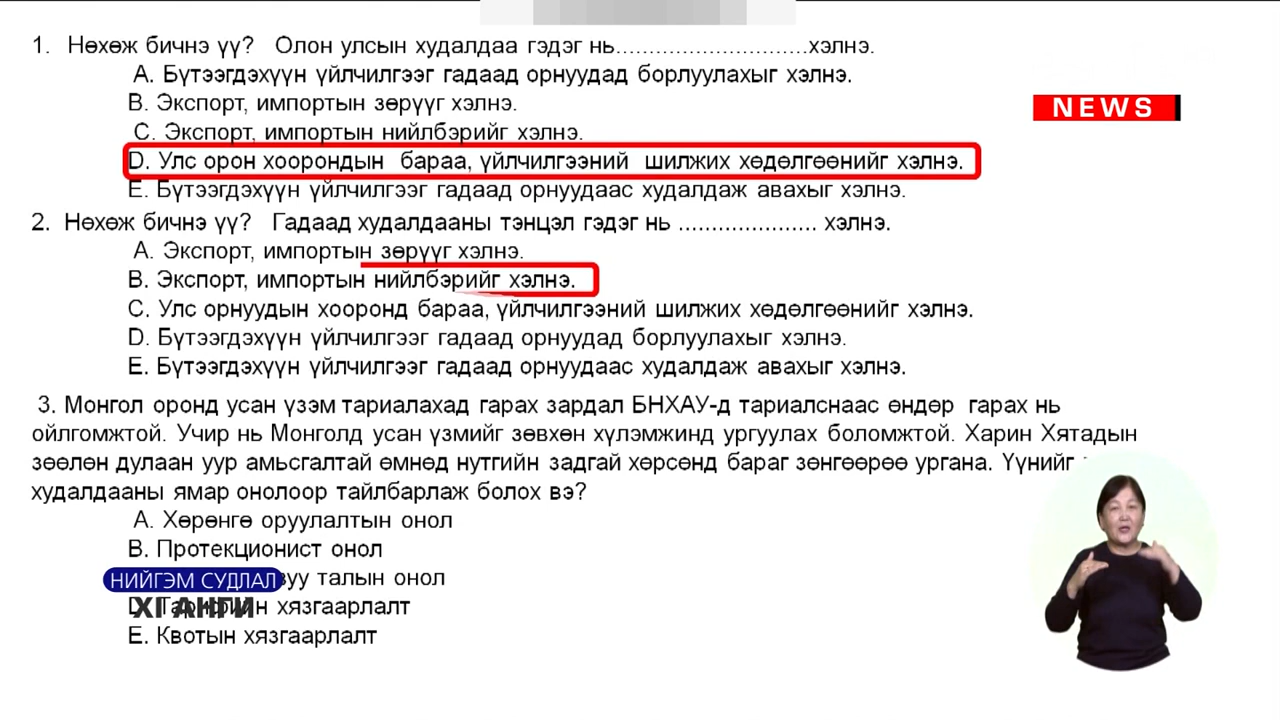 1. Нөхөж бичнэ үү? Олон улсын худалдаа гэдэг нь.............................хэлнэ.
A. Бүтээгдэхүүн үйлчилгээг гадаад орнуудад борлуулахыг хэлнэ.
B. Экспорт, импортын зөрүүг хэлнэ.
C. Экспорт, импортын нийлбэрийг хэлнэ.
D. Улс орон хоорондын бараа, үйлчилгээний шилжих хөдөлгөөнийг хэлнэ.
E. Бүтээгдэхүүн үйлчилгээг гадаад орнуудаас худалдаж авахыг хэлнэ.
NEWS
2. Нөхөж бичнэ үү? Гадаад худалдааны тэнцэл гэдэг нь ..................... хэлнэ.
A. Экспорт, импортын зөрүүг хэлнэ.
B. Экспорт, импортын нийлбэрийг хэлнэ.
C. Улс орнуудын хооронд бараа, үйлчилгээний шилжих хөдөлгөөнийг хэлнэ.
D. Бүтээгдэхүүн үйлчилгээг гадаад орнуудад борлуулахыг хэлнэ.
E. Бүтээгдэхүүн үйлчилгээг гадаад орнуудаас худалдаж авахыг хэлнэ.
3. Монгол оронд усан үзэм тариалахад гарах зардал БНХАУ-д тариалснаас өндөр гарах нь
ойлгомжтой. Учир нь Монголд усан үзмийг зөвхөн хүлэмжинд ургуулах боломжтой. Харин Хятадын
зөөлөн дулаан уур амьсгалтай өмнөд нутгийн задгай хөрсөнд бараг зөнгөөрөө ургана. Үүнийг
худалдааны ямар онолоор тайлбарлаж болох вэ?
A. Хөрөнгө оруулалтын онол
B. Протекционист онол
талын онол
D. хязгаарлалт
E. Квотын хязгаарлалт
НИЙГЭМ СУДЛАЛ
XI АНГИ